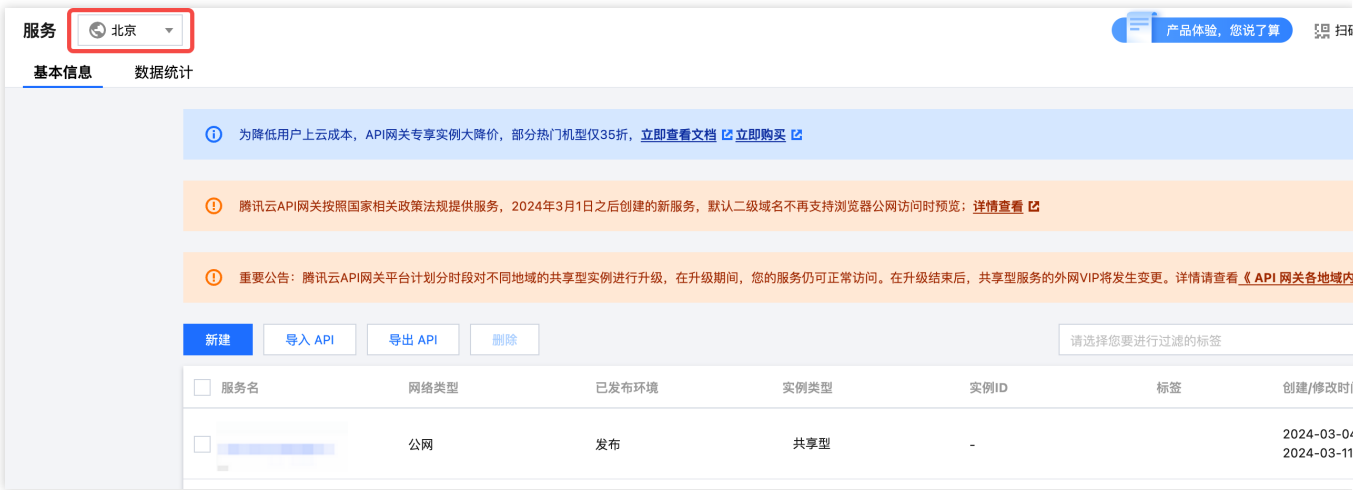 服务 北京 产品体验，您说了算
基本信息 数据统计
为降低用户上云成本，API网关专享实例大降价，部分热门机型仅35折，立即查看文档 立即购买
腾讯云API网关按照国家相关政策法规提供服务，2024年3月1日之后创建的新服务，默认二级域名不再支持浏览器公网访问时预览；详情查看
重要公告：腾讯云API网关平台计划分时段对不同地域的共享型实例进行升级，在升级期间，您的服务仍可正常访问。在升级结束后，共享型服务的外网VIP将发生变更。详情请查看《 API 网关各地域内
新建 导入 API 导出 API 删除 请选择您要进行过滤的标签
服务名 网络类型 已发布环境 实例类型 实例ID 标签 创建/修改时
公网 发布 共享型 -
2024-03-04
2024-03-11